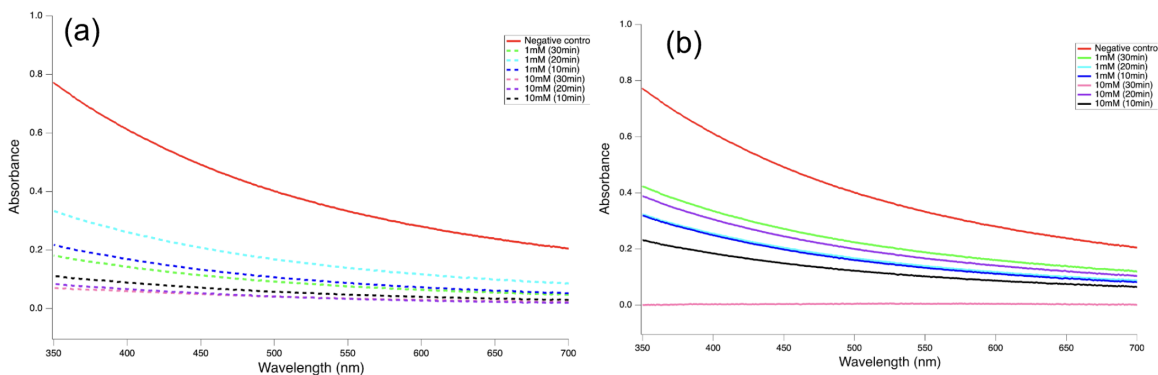 (a)
1.0
0.8
0.6
0.4
0.2
0.0
Absorbance
350
400
450
500
550
600
650
700
Wavelength (nm)
Negative contro
1mM (30min)
1mM (20min)
1mM (10min)
10mM (30min)
10mM (20min)
10mM (10min)
(b)
1.0
0.8
0.6
0.4
0.2
0.0
Absorbance
350
400
450
500
550
600
650
700
Wavelength (nm)
Negative contro
1mM (30min)
1mM (20min)
1mM (10min)
10mM (30min)
10mM (20min)
10mM (10min)